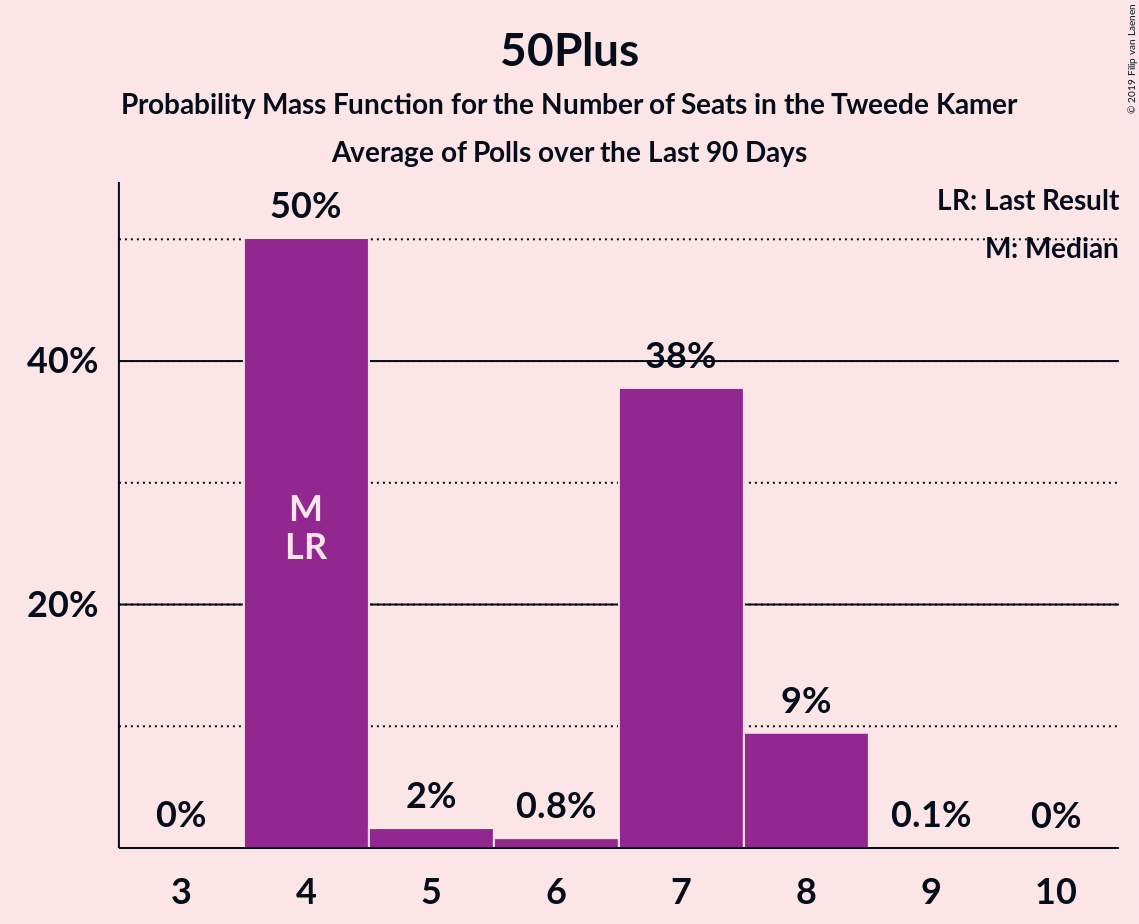 50Plus
Probability Mass Function for the Number of Seats in the Tweede Kamer
Average of Polls over the Last 90 Days
© 2019 Filip van Laenen
LR: Last Result
M: Median
50%
40%
38%
M
LR
20%
9%
2%
0.8%
0%
0.1%
0%
3 4 5 6 7 8 9 10